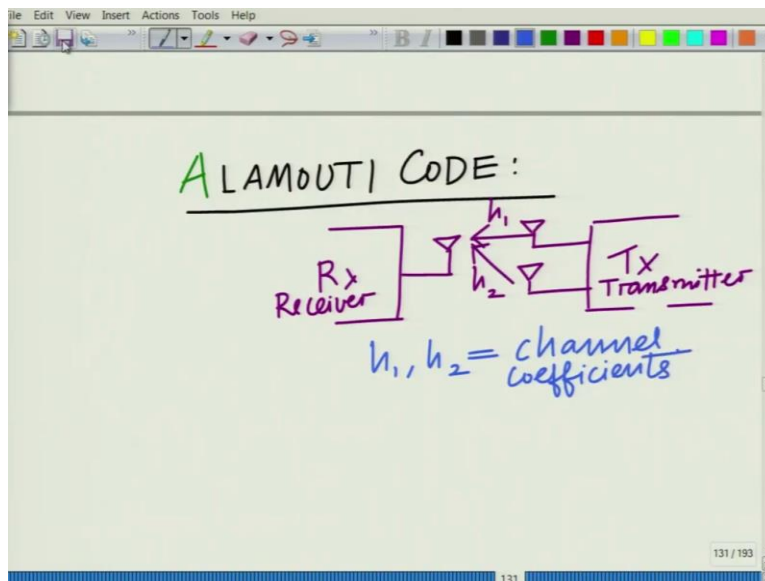 ile Edit View Insert Actions Tools Help
B I
ALAMOUTI CODE:
h₁
Rx
Receiver
h₂
Tx
Transmitter
h₁, h₂ = channel
coefficients
131 / 193
131